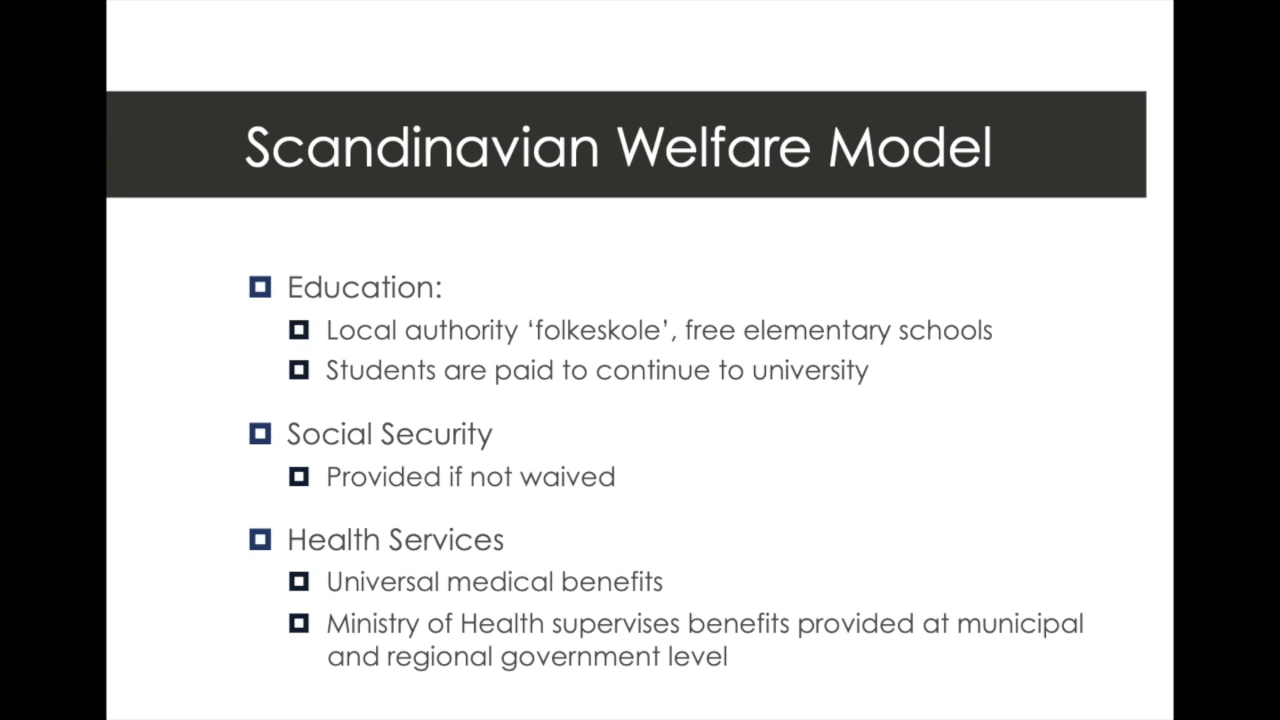 Scandinavian Welfare Model
Education:
Local authority ‘folkeskole’, free elementary schools
Students are paid to continue to university
Social Security
Provided if not waived
Health Services
Universal medical benefits
Ministry of Health supervises benefits provided at municipal
and regional government level